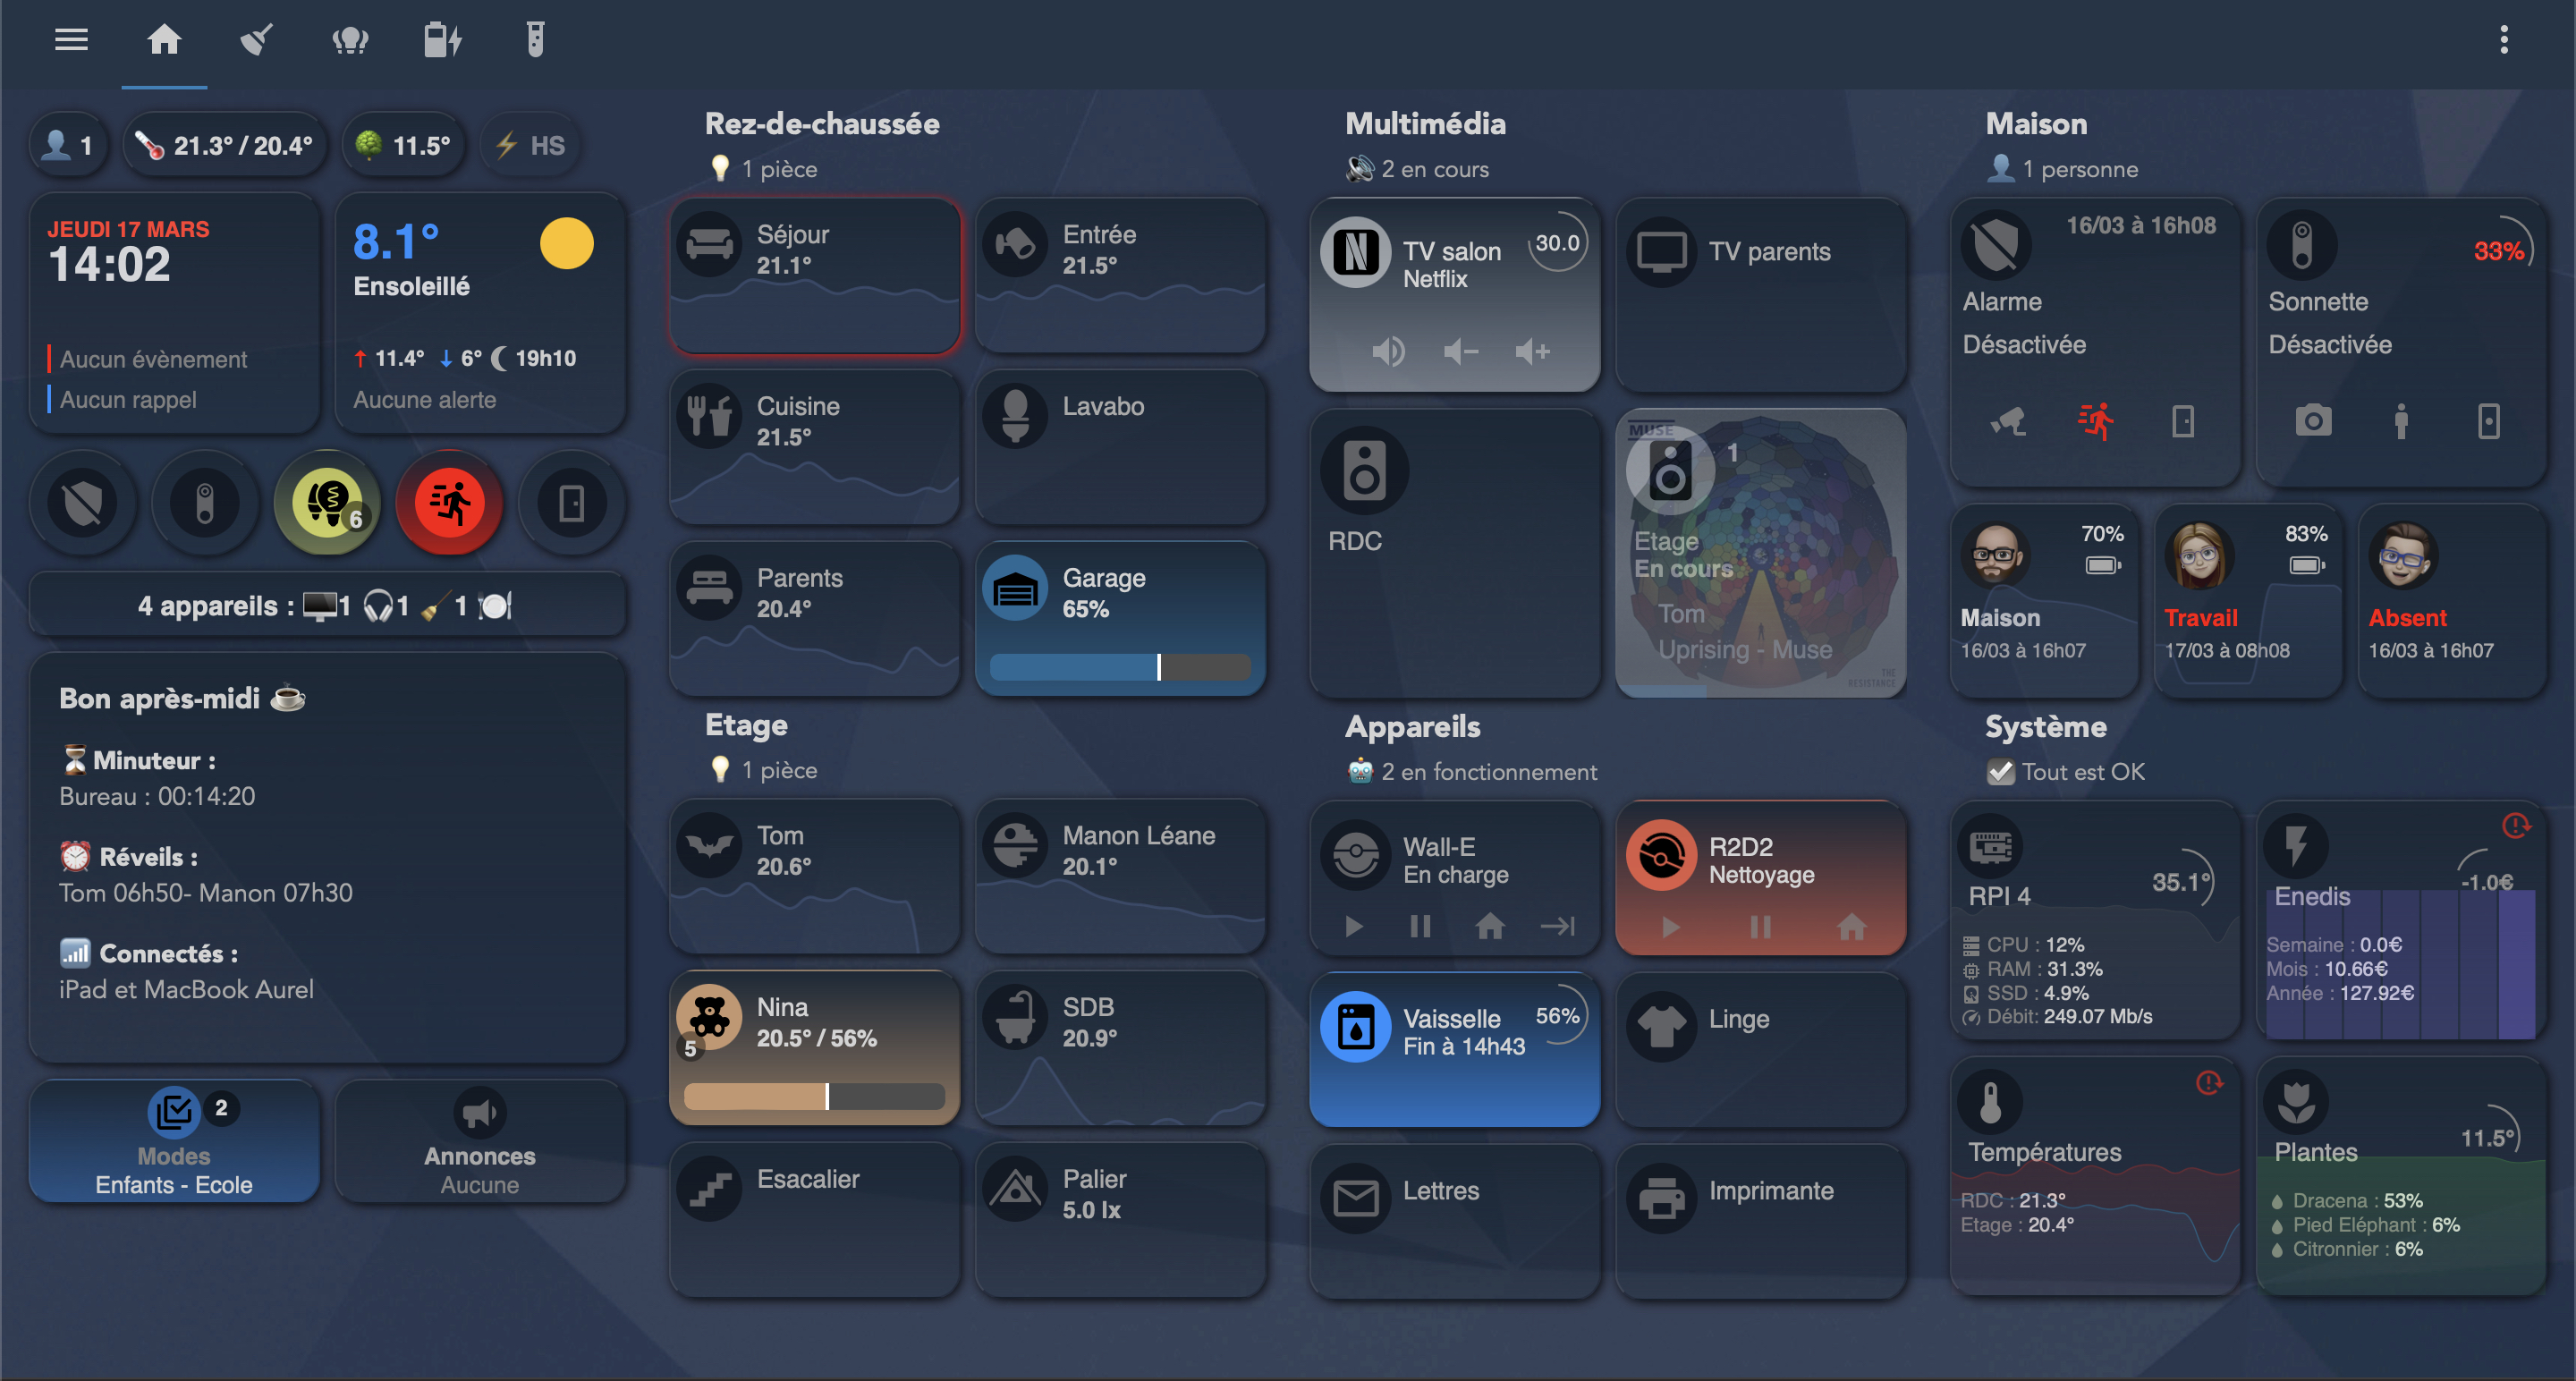 1
21.3° / 20.4°
11.5°
HS
JEUDI 17 MARS
14:02
Aucun évènement
Aucun rappel
8.1°
Ensoleillé
11.4° 6° 19h10
Aucune alerte
6
4 appareils : 1 1 1
Bon après-midi
Minuteur :
Bureau : 00:14:20
Réveils :
Tom 06h50- Manon 07h30
Connectés :
iPad et MacBook Aurel
2
Modes
Enfants - Ecole
Annonces
Aucune
Rez-de-chaussée
1 pièce
Séjour
21.1°
Entrée
21.5°
Cuisine
21.5°
Lavabo
Parents
20.4°
Garage
65%
Etage
1 pièce
Tom
20.6°
Manon Léane
20.1°
Nina
20.5° / 56%
5
SDB
20.9°
Esacalier
Palier
5.0 lx
Multimédia
2 en cours
N
TV salon
Netflix
30.0
TV parents
RDC
MUSE
1
Etage
En cours
Tom
Uprising - Muse
THE
RESISTANCE
Appareils
2 en fonctionnement
Wall-E
En charge
R2D2
Nettoyage
Vaisselle
Fin à 14h43
56%
Linge
Lettres
Imprimante
Maison
1 personne
16/03 à 16h08
Alarme
Désactivée
33%
Sonnette
Désactivée
70%
Maison
16/03 à 16h07
83%
Travail
17/03 à 08h08
Absent
16/03 à 16h07
Système
Tout est OK
RPI 4
35.1°
CPU : 12%
RAM : 31.3%
SSD : 4.9%
Débit: 249.07 Mb/s
-1.0€
Enedis
Semaine : 0.0€
Mois : 10.66€
Année : 127.92€
Températures
RDC : 21.3°
Etage : 20.4°
11.5°
Plantes
Dracena : 53%
Pied Eléphant : 6%
Citronnier : 6%